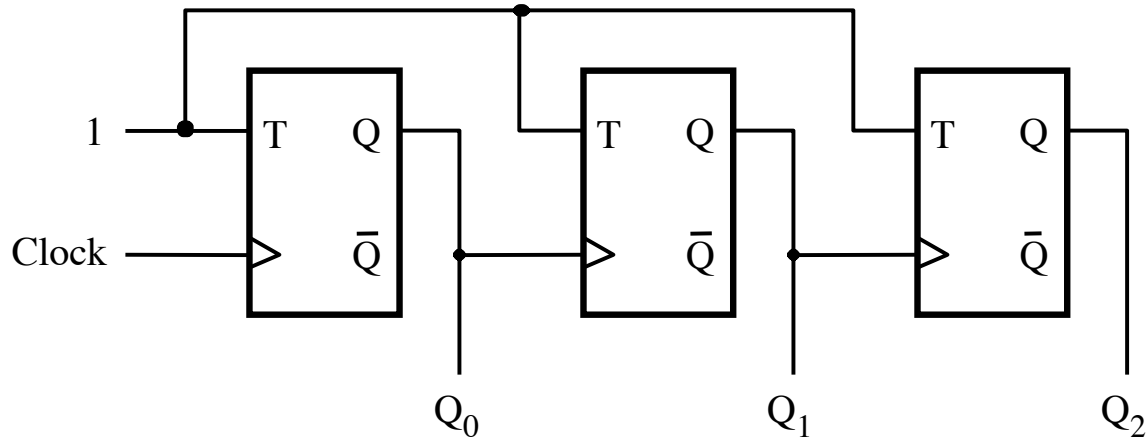 1 T Q T Q T Q
Clock Q̅ Q̅ Q̅
Q₀ Q₁ Q₂